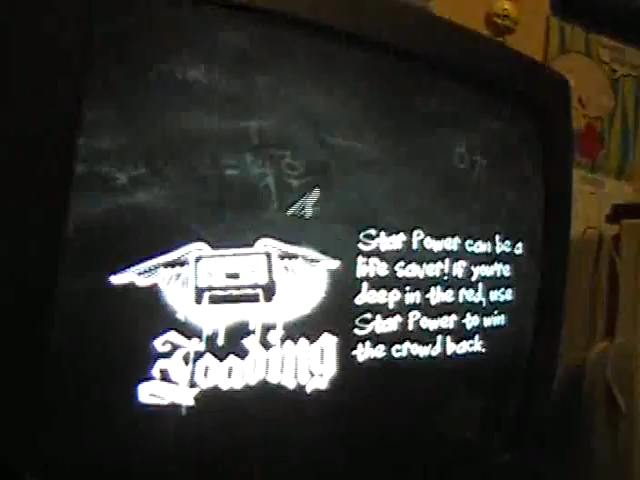 Star Power can be a
life saver! If you're
deep in the red, use
Star Power to win
the crowd back.
Loading